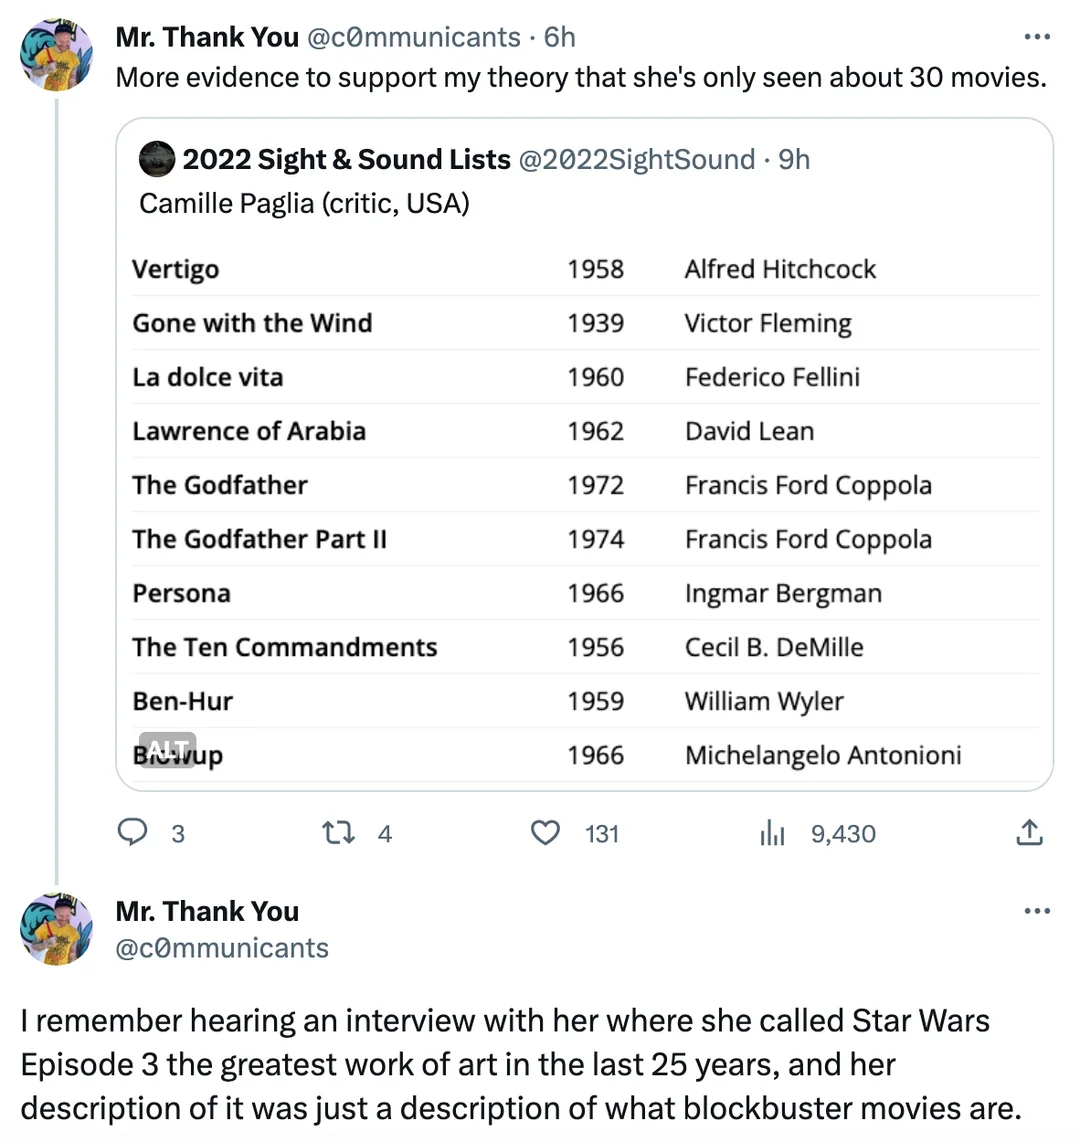 Mr. Thank You @c0mmunicants · 6h
More evidence to support my theory that she's only seen about 30 movies.
2022 Sight & Sound Lists @2022SightSound · 9h
Camille Paglia (critic, USA)
Vertigo 1958 Alfred Hitchcock
Gone with the Wind 1939 Victor Fleming
La dolce vita 1960 Federico Fellini
Lawrence of Arabia 1962 David Lean
The Godfather 1972 Francis Ford Coppola
The Godfather Part II 1974 Francis Ford Coppola
Persona 1966 Ingmar Bergman
The Ten Commandments 1956 Cecil B. DeMille
Ben-Hur 1959 William Wyler
Blowup 1966 Michelangelo Antonioni
ALT
3 4 131 9,430
Mr. Thank You
@c0mmunicants
I remember hearing an interview with her where she called Star Wars
Episode 3 the greatest work of art in the last 25 years, and her
description of it was just a description of what blockbuster movies are.